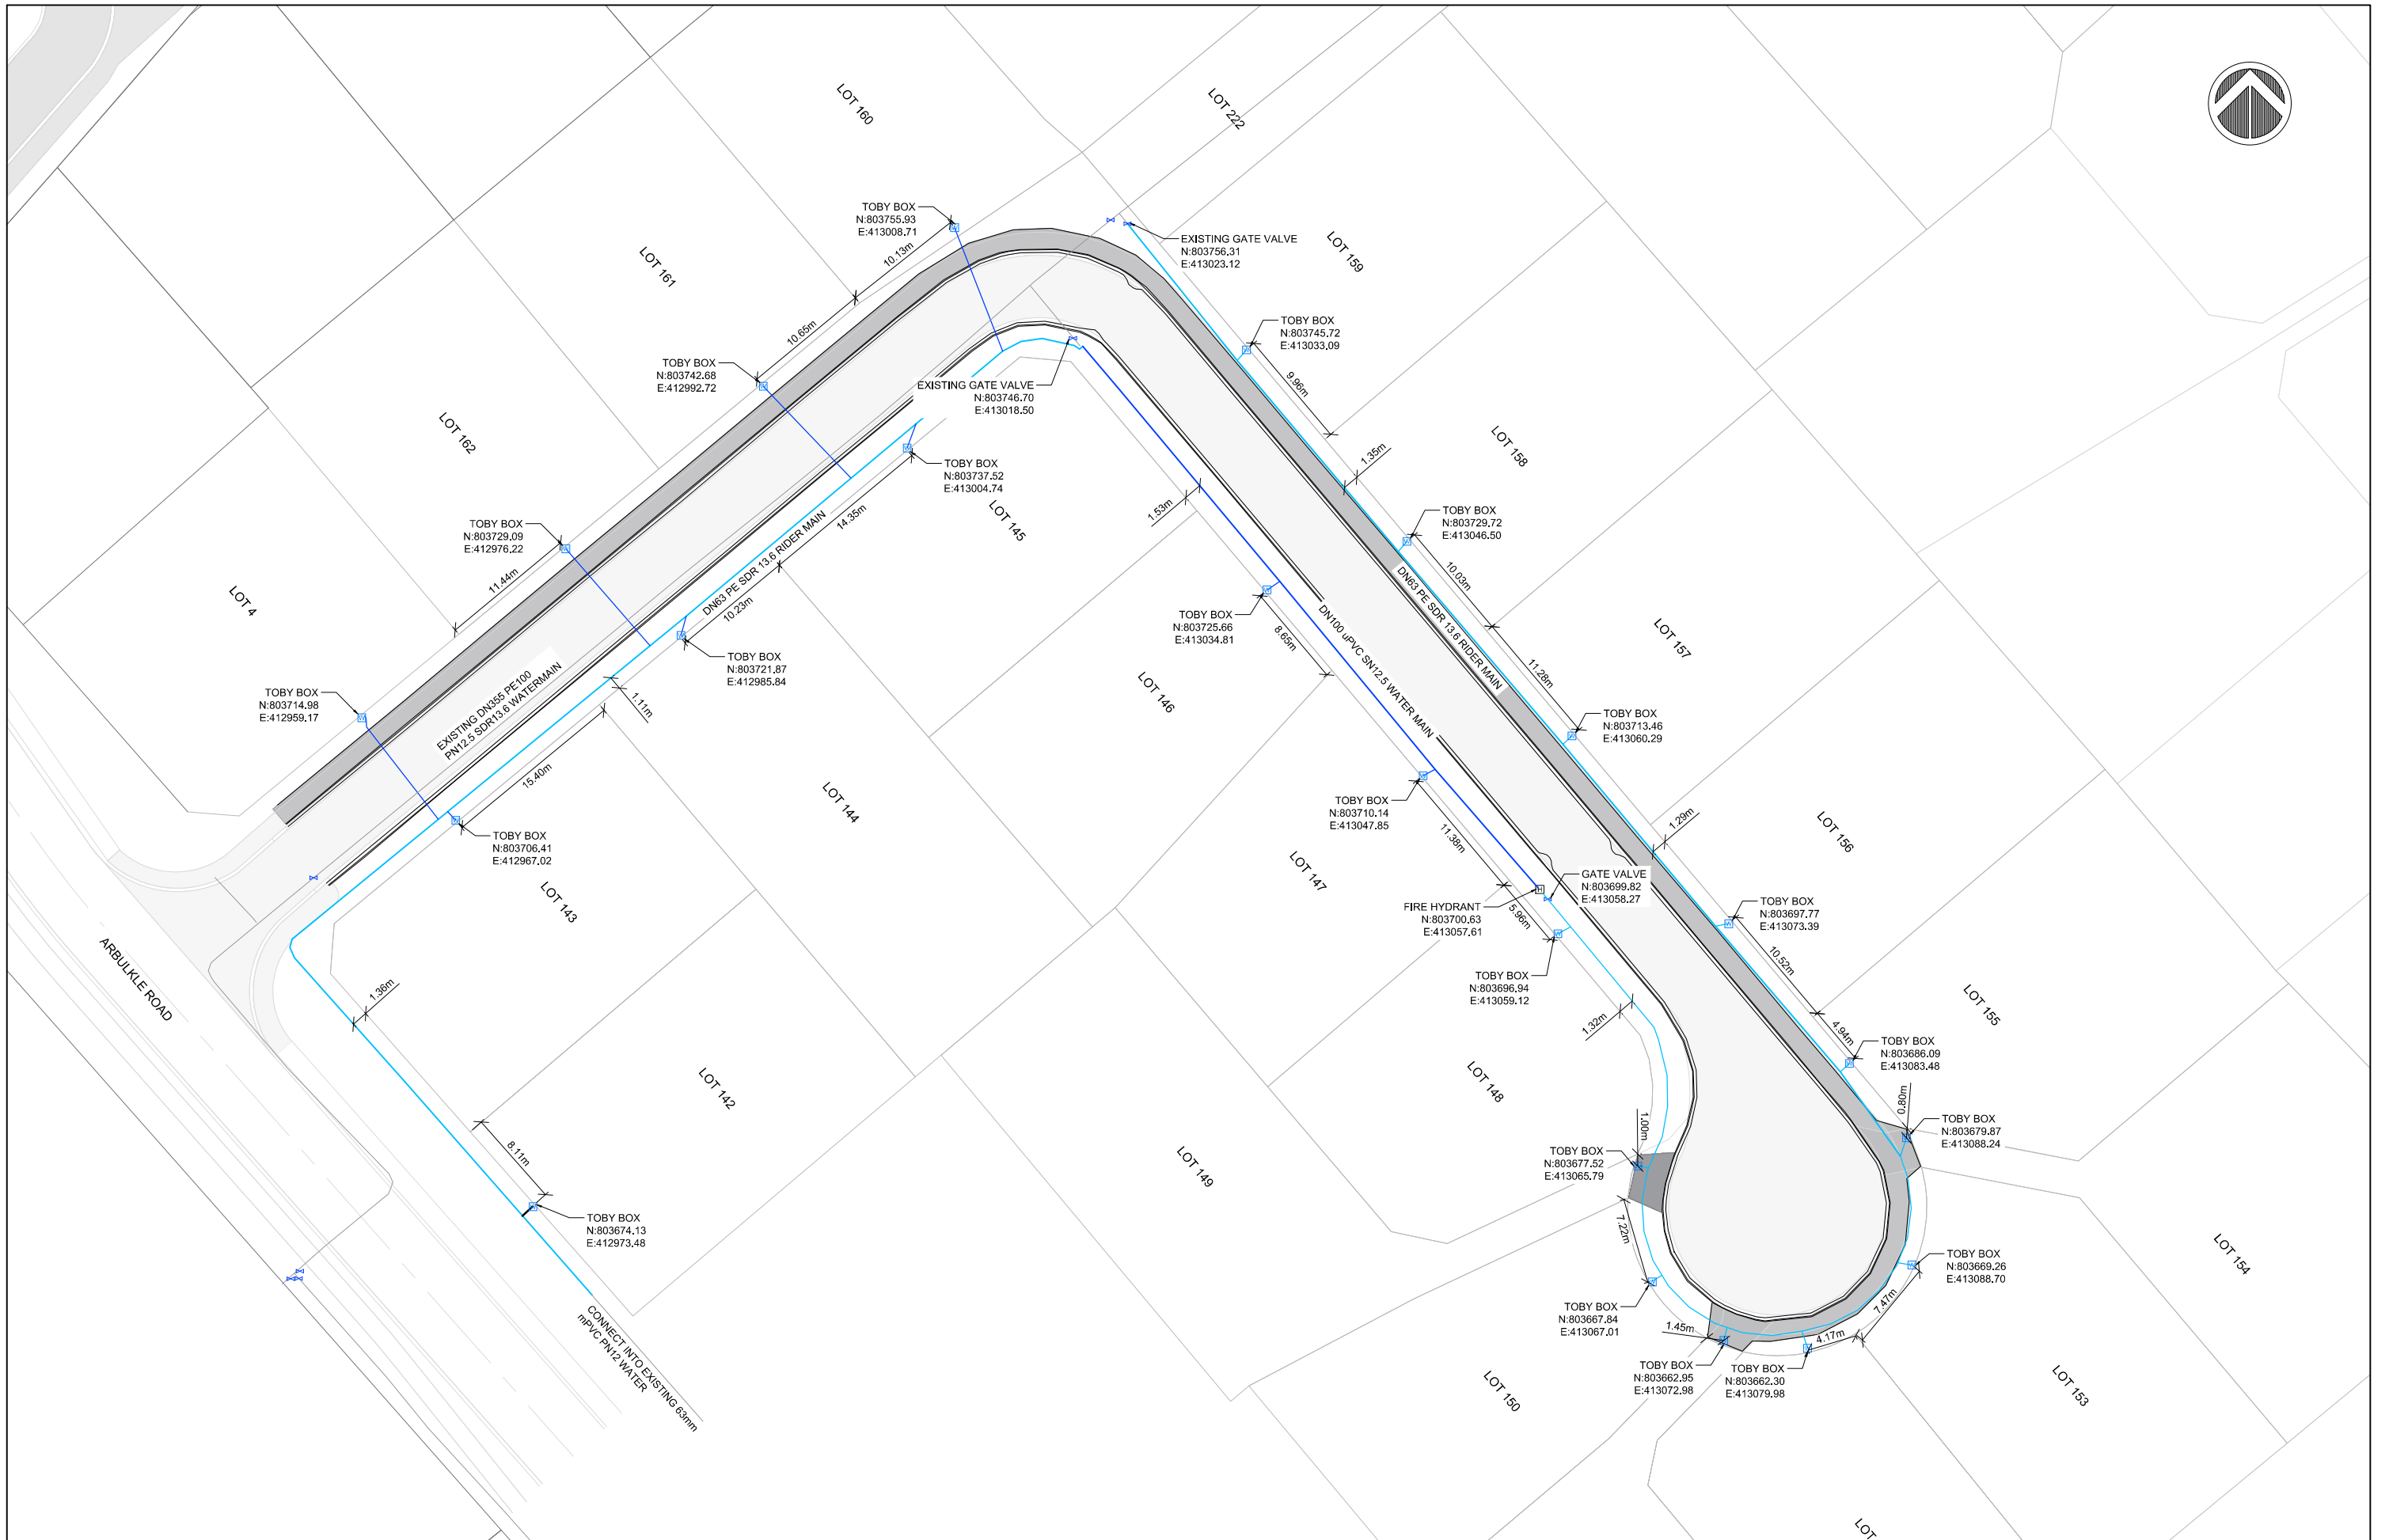 LOT 160
LOT 222
TOBY BOX
N:803755.93
E:413008.71
10.13m
EXISTING GATE VALVE
N:803756.31
E:413023.12
LOT 159
LOT 161
10.65m
TOBY BOX
N:803745.72
E:413033.09
TOBY BOX
N:803742.68
E:412992.72
EXISTING GATE VALVE
N:803746.70
E:413018.50
9.96m
LOT 162
1.35m
LOT 158
TOBY BOX
N:803737.52
E:413004.74
TOBY BOX
N:803729.09
E:412976.22
14.35m
LOT 145
1.53m
TOBY BOX
N:803729.72
E:413046.50
11.44m
DN63 PE SDR 13.6 RIDER MAIN
10.23m
10.03m
DN63 PE SDR 13.6 RIDER MAIN
LOT 4
TOBY BOX
N:803725.66
E:413034.81
8.65m
DN100 uPVC SN12.5 WATER MAIN
LOT 157
TOBY BOX
N:803721.87
E:412985.84
11.28m
LOT 146
TOBY BOX
N:803714.98
E:412959.17
1.11m
EXISTING DN355 PE100
PN12.5 SDR13.6 WATERMAIN
TOBY BOX
N:803713.46
E:413060.29
15.40m
LOT 144
TOBY BOX
N:803710.14
E:413047.85
11.38m
1.29m
LOT 156
TOBY BOX
N:803706.41
E:412967.02
LOT 147
GATE VALVE
N:803699.82
E:413058.27
LOT 143
FIRE HYDRANT
N:803700.63
E:413057.61
5.96m
TOBY BOX
N:803697.77
E:413073.39
10.52m
ARBULKLE ROAD
TOBY BOX
N:803696.94
E:413059.12
1.36m
1.32m
LOT 155
4.94m
TOBY BOX
N:803686.09
E:413083.48
LOT 142
LOT 148
0.80m
8.11m
1.00m
TOBY BOX
N:803679.87
E:413088.24
LOT 149
TOBY BOX
N:803677.52
E:413065.79
7.22m
TOBY BOX
N:803674.13
E:412973.48
LOT 154
TOBY BOX
N:803669.26
E:413088.70
7.47m
TOBY BOX
N:803667.84
E:413067.01
1.45m
4.17m
CONNECT INTO EXISTING 63mm
mPVC PN12 WATER
TOBY BOX
N:803662.95
E:413072.98
TOBY BOX
N:803662.30
E:413079.98
LOT 150
LOT 153
LOT